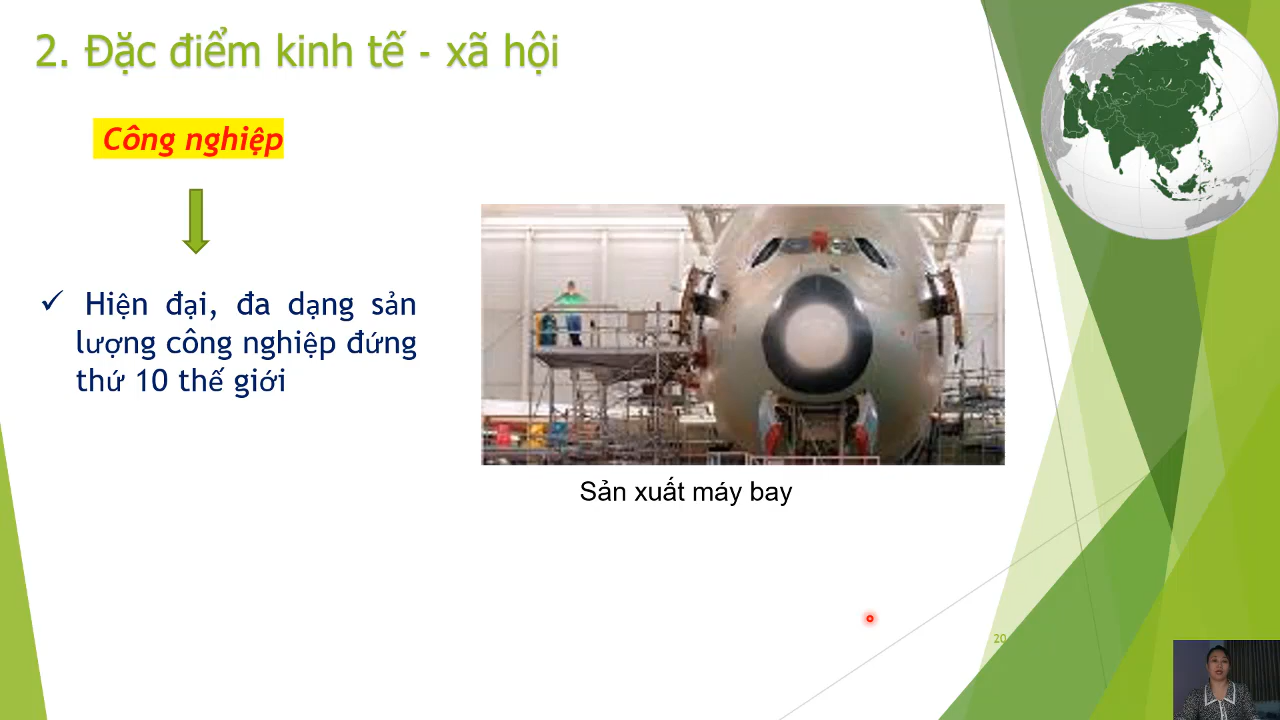 2. Đặc điểm kinh tế - xã hội
Công nghiệp
✓ Hiện đại, đa dạng sản
lượng công nghiệp đứng
thứ 10 thế giới
Sản xuất máy bay
20